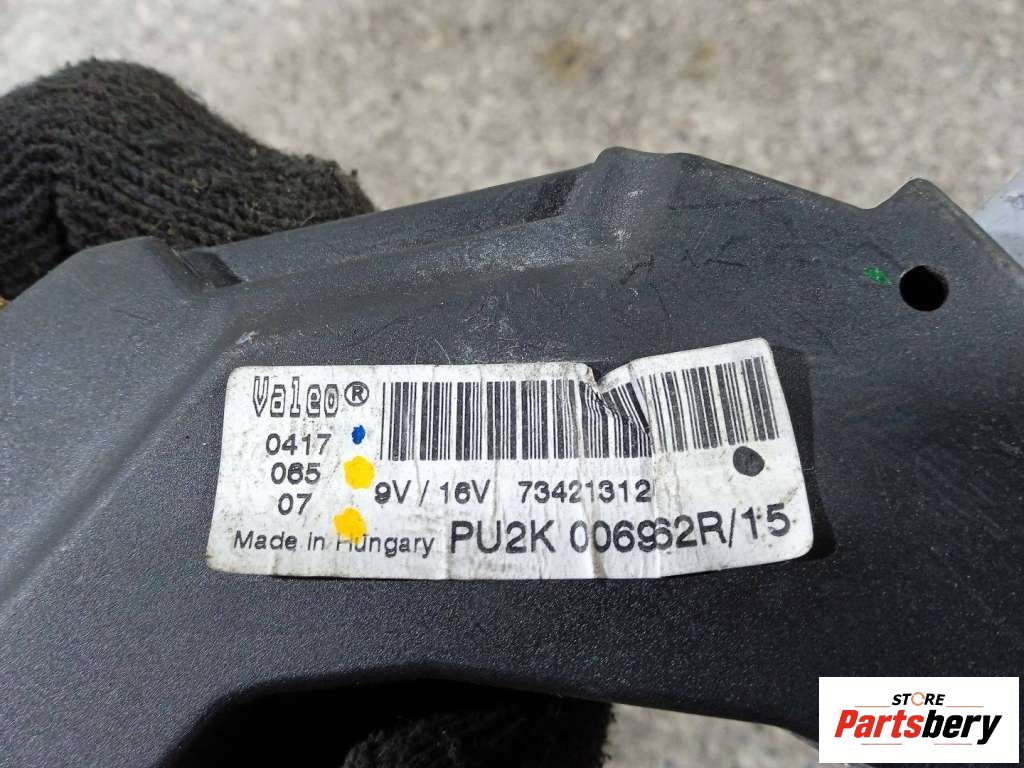 Valeo®
0417
065
07
9V / 16V 73421312
Made in Hungary PU2K 006962R/15
STORE
Partsbery